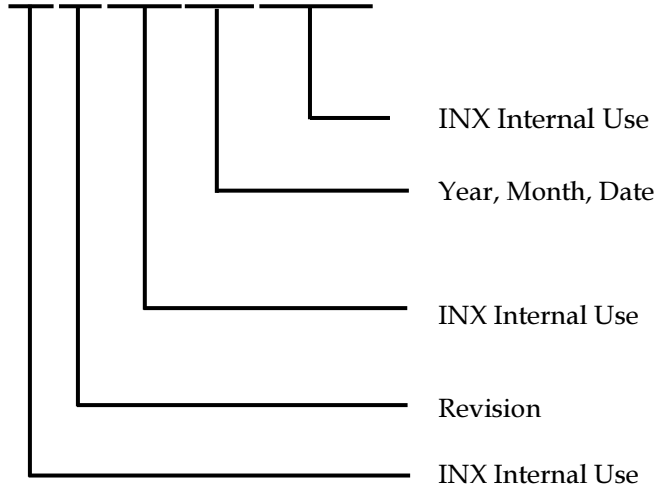 INX Internal Use
Year, Month, Date
INX Internal Use
Revision
INX Internal Use